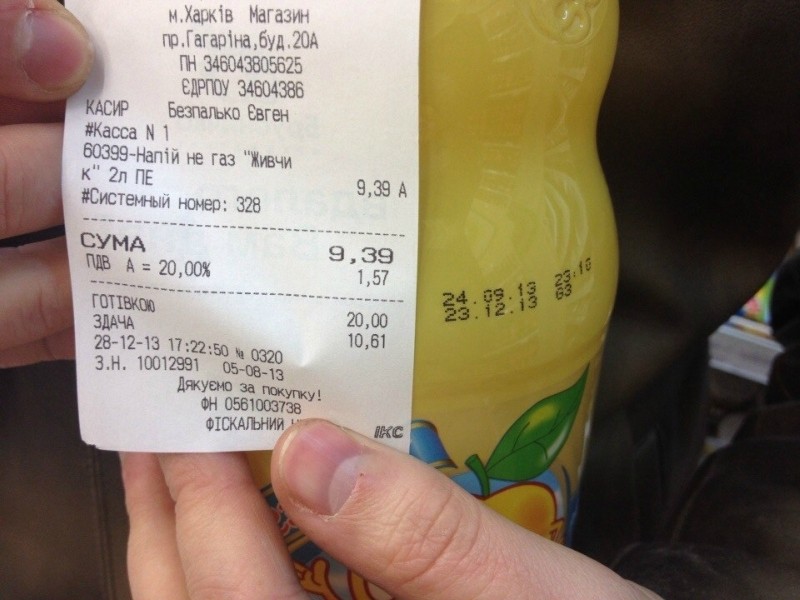 м.Харків Магазин
пр.Гагаріна,буд.20А
ПН 346043805625
ЄДРПОУ 34604386
КАСИР Безпалько Євген
#Касса N 1
60399-Напій не газ "Живчи
к" 2л ПЕ 9,39 А
#Системный номер: 328
СУМА 9,39
ПДВ А = 20,00% 1,57
ГОТІВКОЮ 20,00
ЗДАЧА 10,61
28-12-13 17:22:50 № 0320
З.Н. 10012991 05-08-13
Дякуємо за покупку!
ФН 0561003738
ФІСКАЛЬНИЙ
ІКС
24.09.13 23:16
23.12.13 03